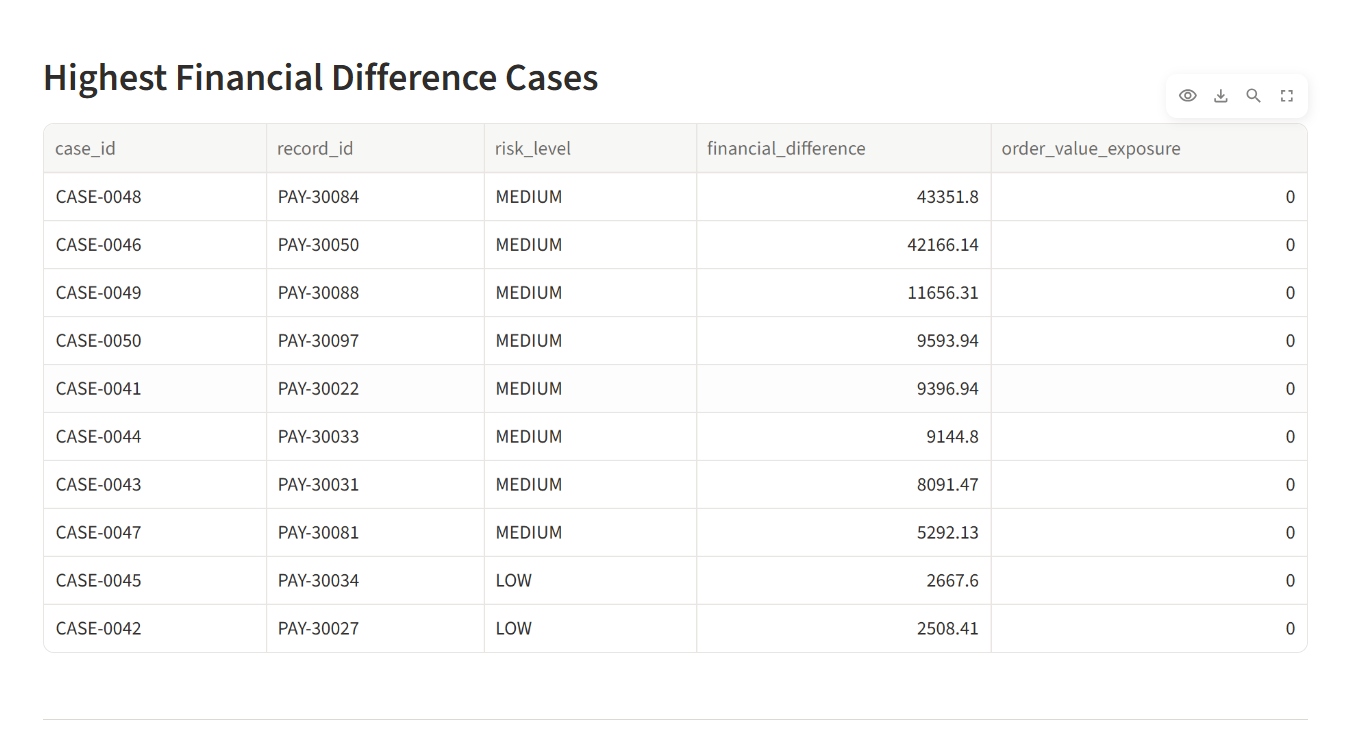 Highest Financial Difference Cases
case_id record_id risk_level financial_difference order_value_exposure
CASE-0048 PAY-30084 MEDIUM 43351.8 0
CASE-0046 PAY-30050 MEDIUM 42166.14 0
CASE-0049 PAY-30088 MEDIUM 11656.31 0
CASE-0050 PAY-30097 MEDIUM 9593.94 0
CASE-0041 PAY-30022 MEDIUM 9396.94 0
CASE-0044 PAY-30033 MEDIUM 9144.8 0
CASE-0043 PAY-30031 MEDIUM 8091.47 0
CASE-0047 PAY-30081 MEDIUM 5292.13 0
CASE-0045 PAY-30034 LOW 2667.6 0
CASE-0042 PAY-30027 LOW 2508.41 0